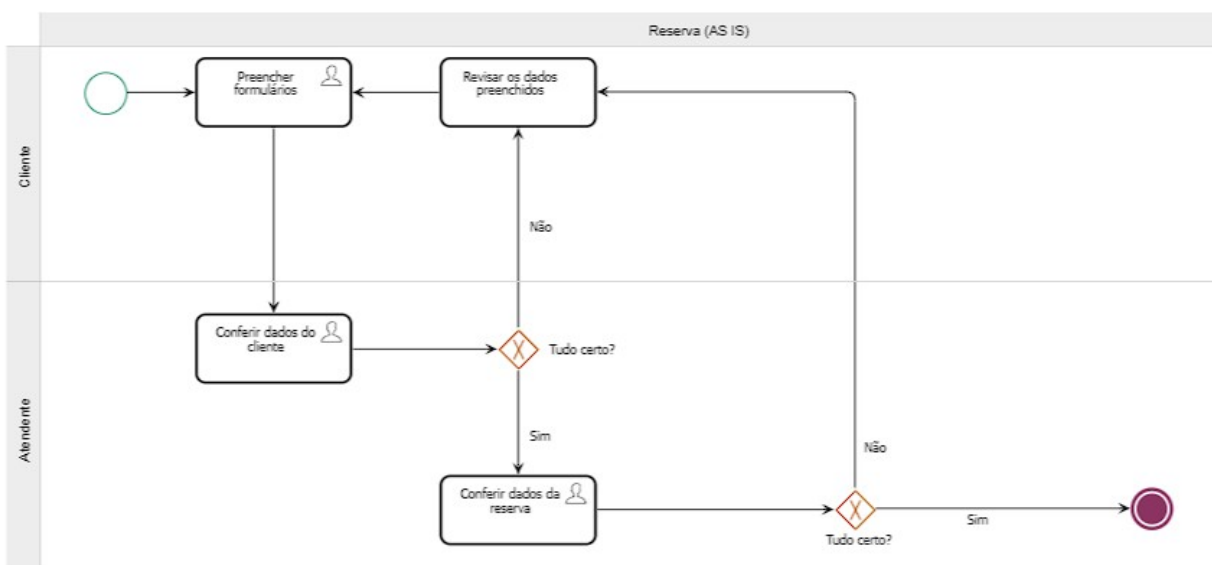 Reserva (AS IS)
Cliente
Preencher
formulários
Revisar os dados
preenchidos
Não
Atendente
Conferir dados do
cliente
Tudo certo?
Sim
Não
Conferir dados da
reserva
Sim
Tudo certo?